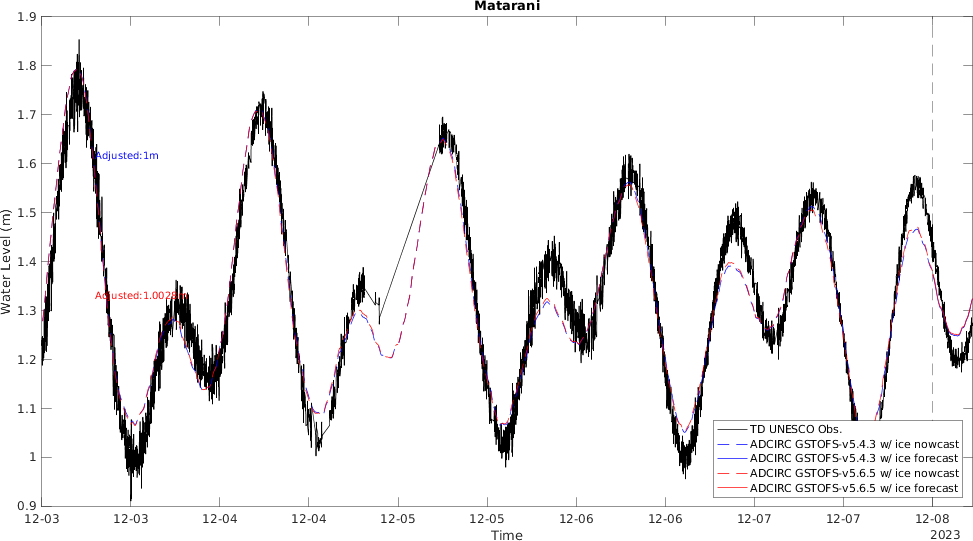 Matarani
1.9
1.8
1.7
1.6
1.5
1.4
1.3
1.2
1.1
1
0.9
Water Level (m)
Adjusted:1m
Adjusted:1.0028m
TD UNESCO Obs.
ADCIRC GSTOFS-v5.4.3 w/ ice nowcast
ADCIRC GSTOFS-v5.4.3 w/ ice forecast
ADCIRC GSTOFS-v5.6.5 w/ ice nowcast
ADCIRC GSTOFS-v5.6.5 w/ ice forecast
12-03 12-03 12-04 12-04 12-05 12-05 12-06 12-06 12-07 12-07 12-08
Time
2023